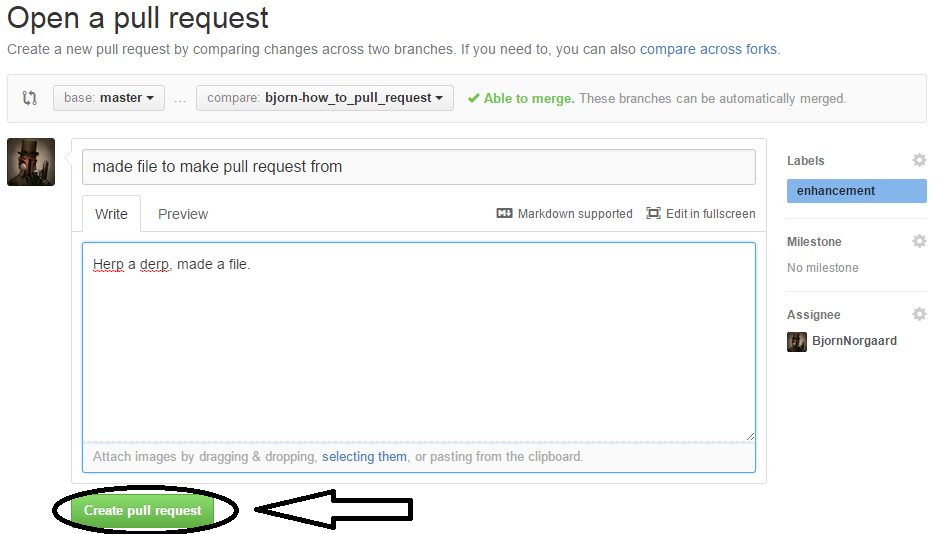 Open a pull request
Create a new pull request by comparing changes across two branches. If you need to, you can also compare across forks.
base: master ... compare: bjorn-how_to_pull_request Able to merge. These branches can be automatically merged.
made file to make pull request from
Write Preview Markdown supported Edit in fullscreen
Herp a derp, made a file.
Attach images by dragging & dropping, selecting them, or pasting from the clipboard.
Create pull request
Labels
enhancement
Milestone
No milestone
Assignee
BjornNorgaard